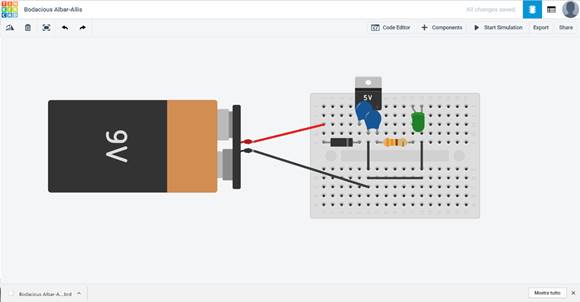 TIN
KER
CAD
Bodacious Albar-Allis
All changes saved
Code Editor
Components
Start Simulation
Export
Share
5V
9V
Bodacious Albar-A....brd
Mostra tutto